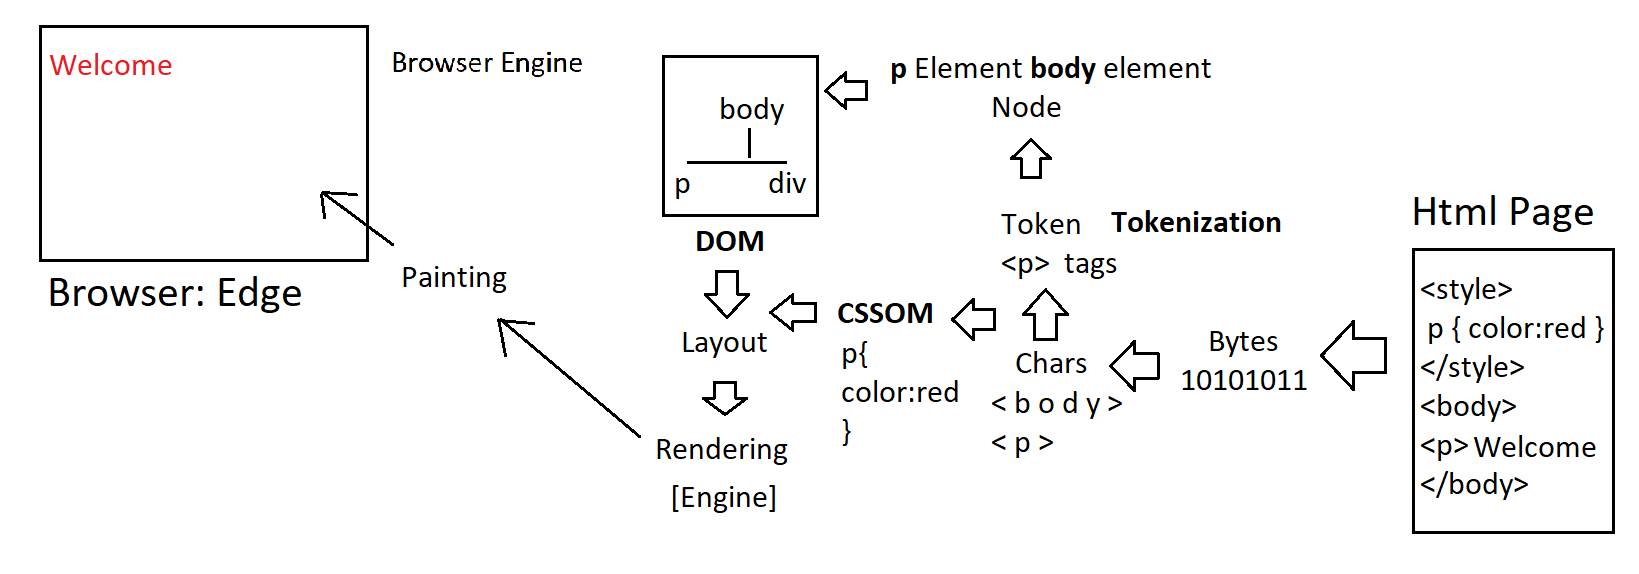 Welcome
Browser: Edge
Browser Engine
Painting
body
p div
DOM
Layout
Rendering
[Engine]
p Element body element
Node
Token Tokenization
<p> tags
CSSOM
p{
color:red
}
Chars
< b o d y >
< p >
Bytes
10101011
Html Page
<style>
p { color:red }
</style>
<body>
<p> Welcome
</body>